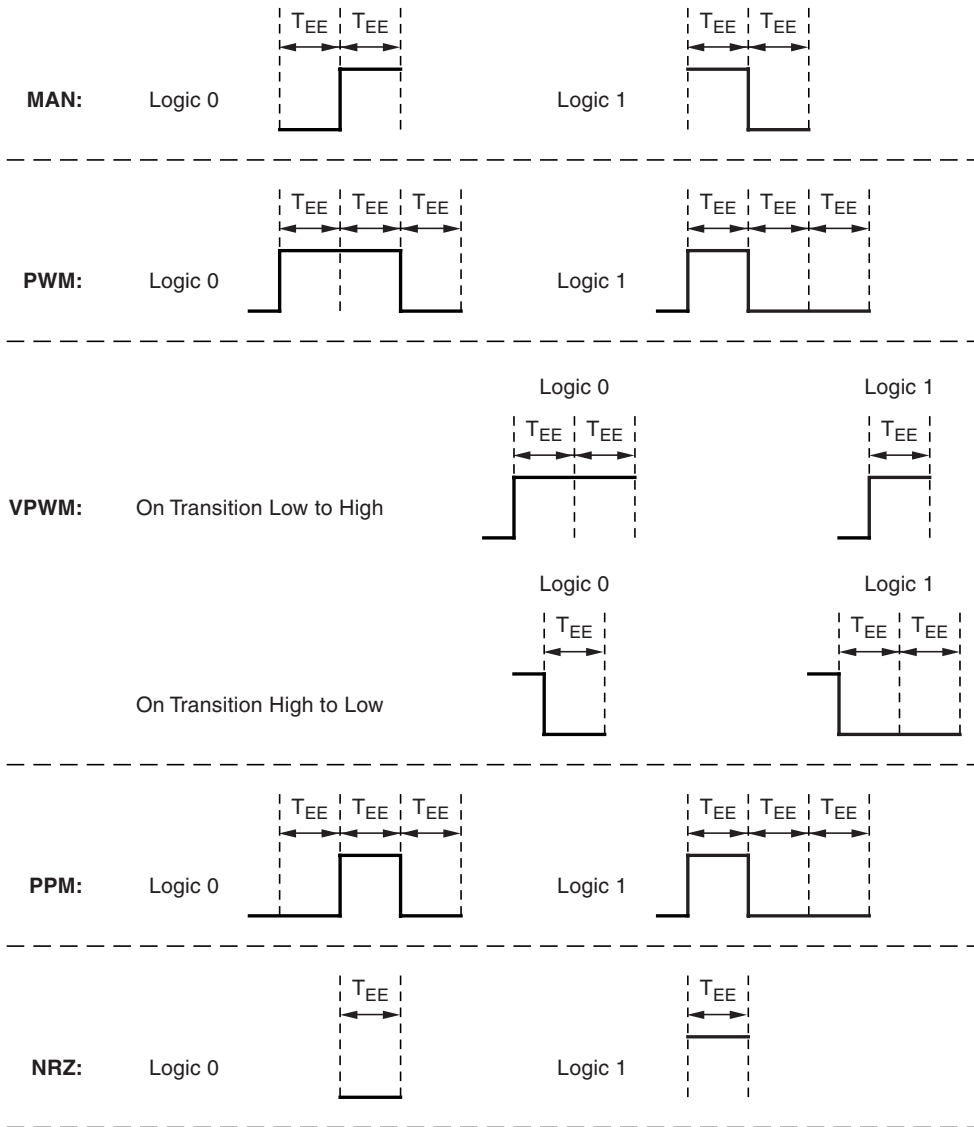 TEE TEE TEE TEE
MAN: Logic 0 Logic 1
TEE TEE TEE TEE TEE TEE
PWM: Logic 0 Logic 1
Logic 0 Logic 1
TEE TEE TEE
VPWM: On Transition Low to High
Logic 0 Logic 1
TEE TEE TEE
On Transition High to Low
TEE TEE TEE TEE TEE TEE
PPM: Logic 0 Logic 1
TEE TEE
NRZ: Logic 0 Logic 1